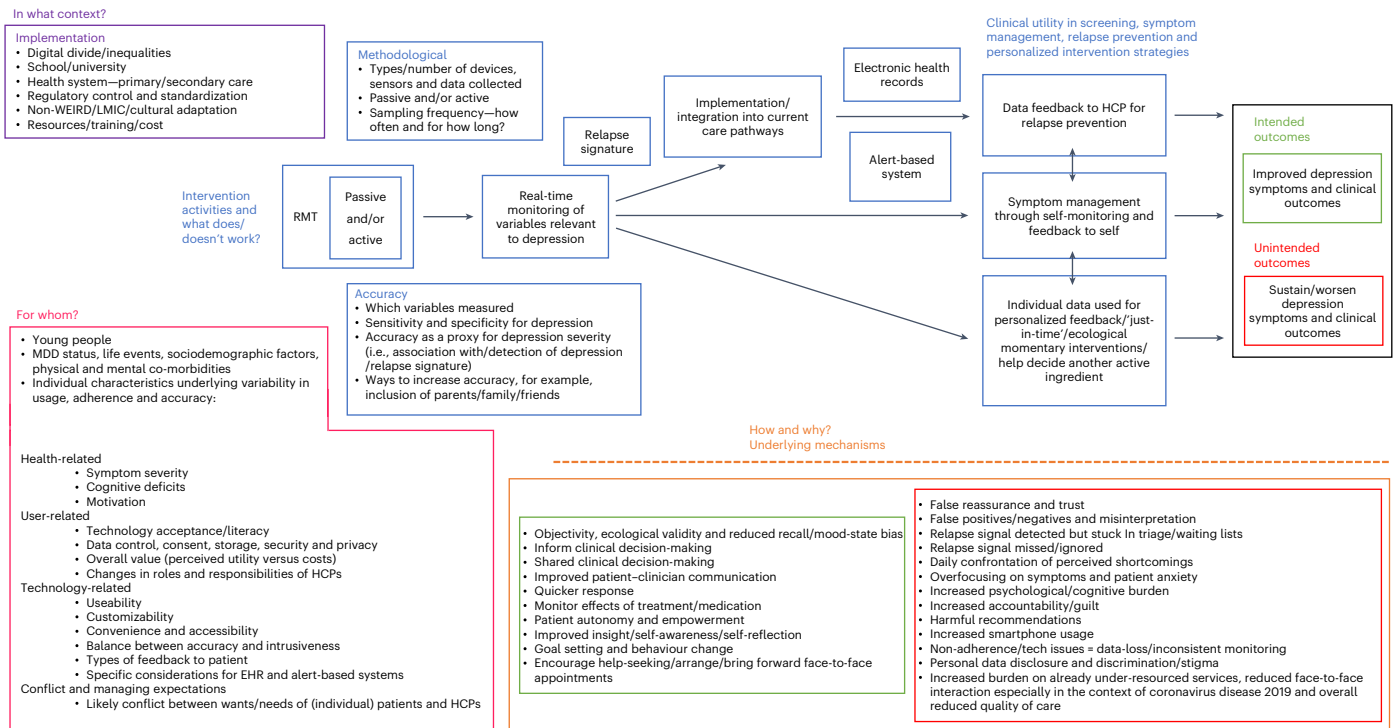 In what context?
Implementation
• Digital divide/inequalities
• School/university
• Health system—primary/secondary care
• Regulatory control and standardization
• Non-WEIRD/LMIC/cultural adaptation
• Resources/training/cost
Methodological
• Types/number of devices,
sensors and data collected
• Passive and/or active
• Sampling frequency—how
often and for how long?
Relapse
signature
Implementation/
integration into current
care pathways
Electronic health
records
Alert-based
system
Clinical utility in screening, symptom
management, relapse prevention and
personalized intervention strategies
Data feedback to HCP for
relapse prevention
Symptom management
through self-monitoring and
feedback to self
Individual data used for
personalized feedback/'just-
in-time'/ecological
momentary interventions/
help decide another active
ingredient
Intended
outcomes
Improved depression
symptoms and clinical
outcomes
Unintended
outcomes
Sustain/worsen
depression
symptoms and clinical
outcomes
Intervention
activities and
what does/
doesn't work?
RMT
Passive
and/or
active
Real-time
monitoring of
variables relevant
to depression
Accuracy
• Which variables measured
• Sensitivity and specificity for depression
• Accuracy as a proxy for depression severity
(i.e., association with/detection of depression
/relapse signature)
• Ways to increase accuracy, for example,
inclusion of parents/family/friends
For whom?
• Young people
• MDD status, life events, sociodemographic factors,
physical and mental co-morbidities
• Individual characteristics underlying variability in
usage, adherence and accuracy:
Health-related
• Symptom severity
• Cognitive deficits
• Motivation
User-related
• Technology acceptance/literacy
• Data control, consent, storage, security and privacy
• Overall value (perceived utility versus costs)
• Changes in roles and responsibilities of HCPs
Technology-related
• Useability
• Customizability
• Convenience and accessibility
• Balance between accuracy and intrusiveness
• Types of feedback to patient
• Specific considerations for EHR and alert-based systems
Conflict and managing expectations
• Likely conflict between wants/needs of (individual) patients and HCPs
How and why?
Underlying mechanisms
• Objectivity, ecological validity and reduced recall/mood-state bias
• Inform clinical decision-making
• Shared clinical decision-making
• Improved patient–clinician communication
• Quicker response
• Monitor effects of treatment/medication
• Patient autonomy and empowerment
• Improved insight/self-awareness/self-reflection
• Goal setting and behaviour change
• Encourage help-seeking/arrange/bring forward face-to-face
appointments
• False reassurance and trust
• False positives/negatives and misinterpretation
• Relapse signal detected but stuck In triage/waiting lists
• Relapse signal missed/ignored
• Daily confrontation of perceived shortcomings
• Overfocusing on symptoms and patient anxiety
• Increased psychological/cognitive burden
• Increased accountability/guilt
• Harmful recommendations
• Increased smartphone usage
• Non-adherence/tech issues = data-loss/inconsistent monitoring
• Personal data disclosure and discrimination/stigma
• Increased burden on already under-resourced services, reduced face-to-face
interaction especially in the context of coronavirus disease 2019 and overall
reduced quality of care